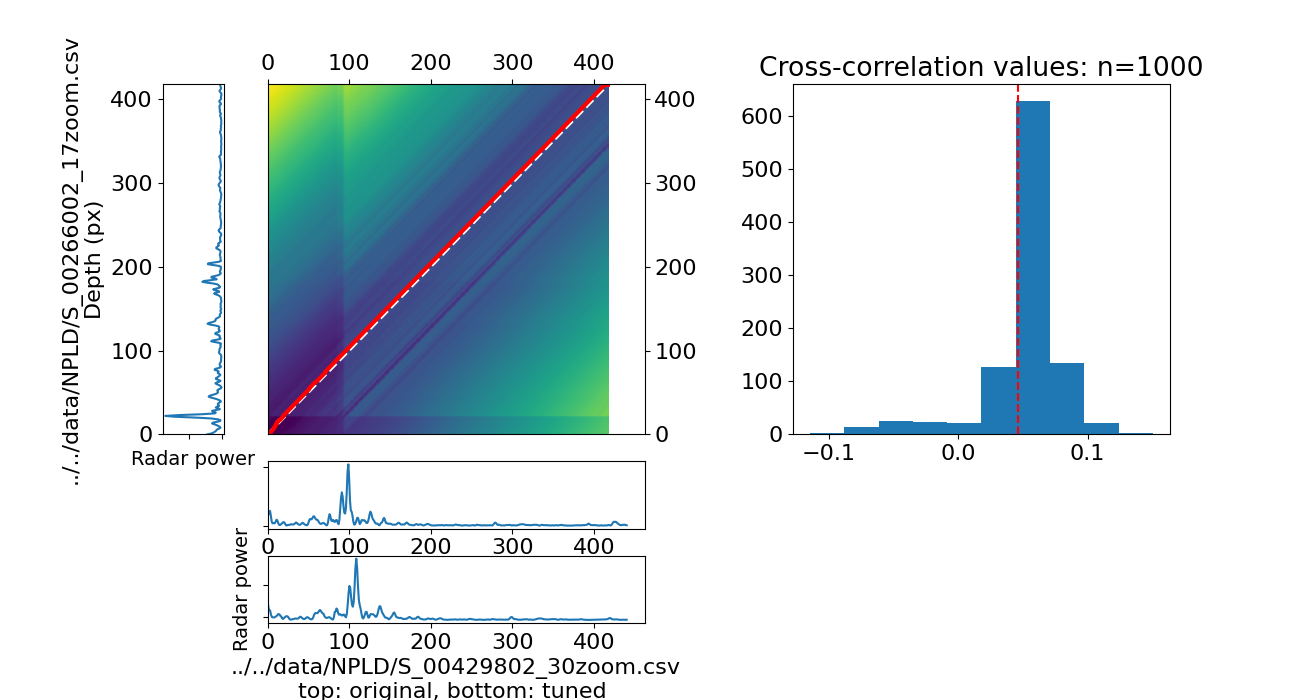 ../../data/NPLD/S_00266002_17zoom.csv
Depth (px)
0 100 200 300 400
400
300
200
100
0
400
300
200
100
0
Radar power
0 100 200 300 400
Radar power
0 100 200 300 400
../../data/NPLD/S_00429802_30zoom.csv
top: original, bottom: tuned
Cross-correlation values: n=1000
600
500
400
300
200
100
0
−0.1 0.0 0.1